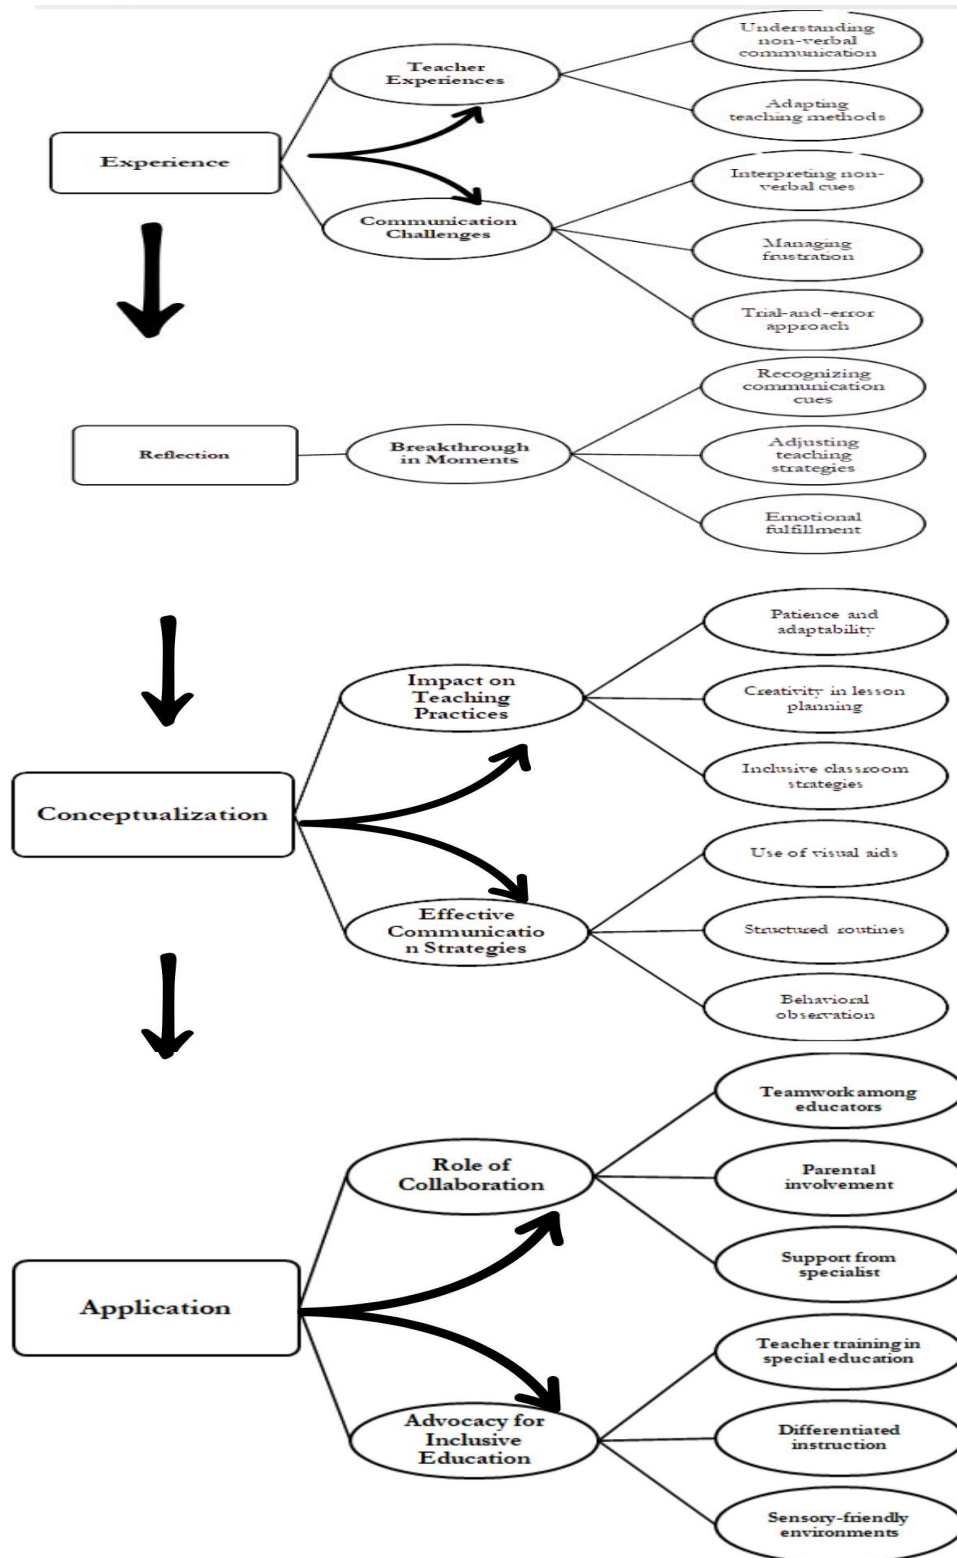 Understanding
non-verbal
communication
Teacher
Experiences
Adapting
teaching methods
Experience
Interpreting non-
verbal cues
Communication
Challenges
Managing
frustration
Trial-and-error
approach
Recognizing
communication
cues
Reflection
Breakthrough
in Moments
Adjusting
teaching
strategies
Emotional
fulfillment
Patience and
adaptability
Impact on
Teaching
Practices
Creativity in lesson
planning
Inclusive classroom
strategies
Conceptualization
Use of visual aids
Effective
Communicatio
n Strategies
Structured routines
Behavioral
observation
Teamwork among
educators
Role of
Collaboration
Parental
involvement
Support from
specialist
Application
Teacher training in
special education
Advocacy for
Inclusive
Education
Differentiated
instruction
Sensory-friendly
environments